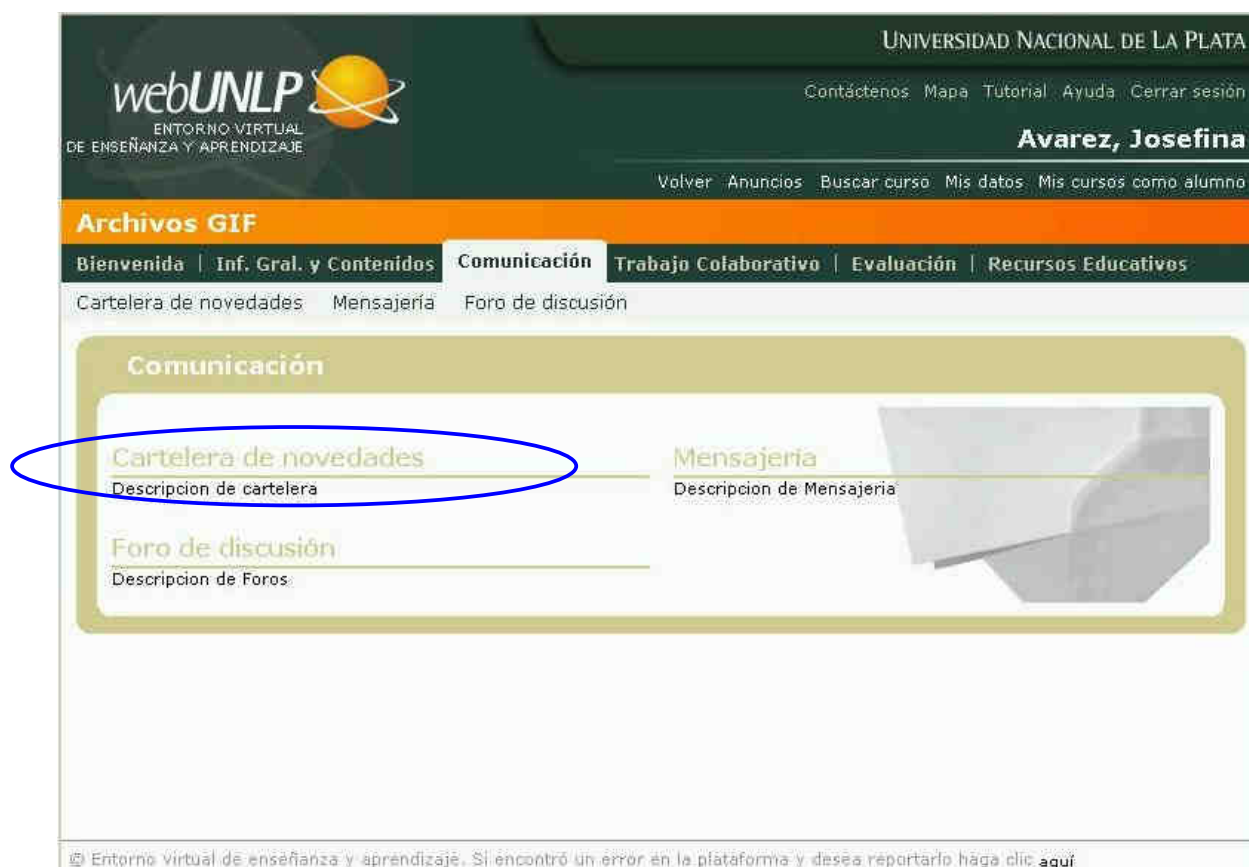 UNIVERSIDAD NACIONAL DE LA PLATA
webUNLP
ENTORNO VIRTUAL
DE ENSEÑANZA Y APRENDIZAJE
Contáctenos Mapa Tutorial Ayuda Cerrar sesión
Avarez, Josefina
Volver Anuncios Buscar curso Mis datos Mis cursos como alumno
Archivos GIF
Bienvenida | Inf. Gral. y Contenidos Comunicación Trabajo Colaborativo | Evaluación | Recursos Educativos
Cartelera de novedades Mensajería Foro de discusión
Comunicación
Cartelera de novedades
Descripcion de cartelera
Mensajería
Descripcion de Mensajeria
Foro de discusión
Descripcion de Foros
© Entorno virtual de enseñanza y aprendizaje. Si encontró un error en la plataforma y desea reportarlo haga clic aquí